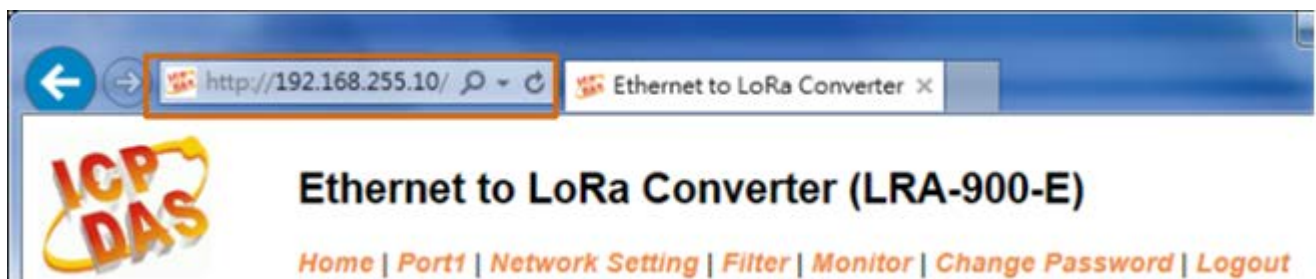 http://192.168.255.10/
Ethernet to LoRa Converter
ICP
DAS
Ethernet to LoRa Converter (LRA-900-E)
Home | Port1 | Network Setting | Filter | Monitor | Change Password | Logout